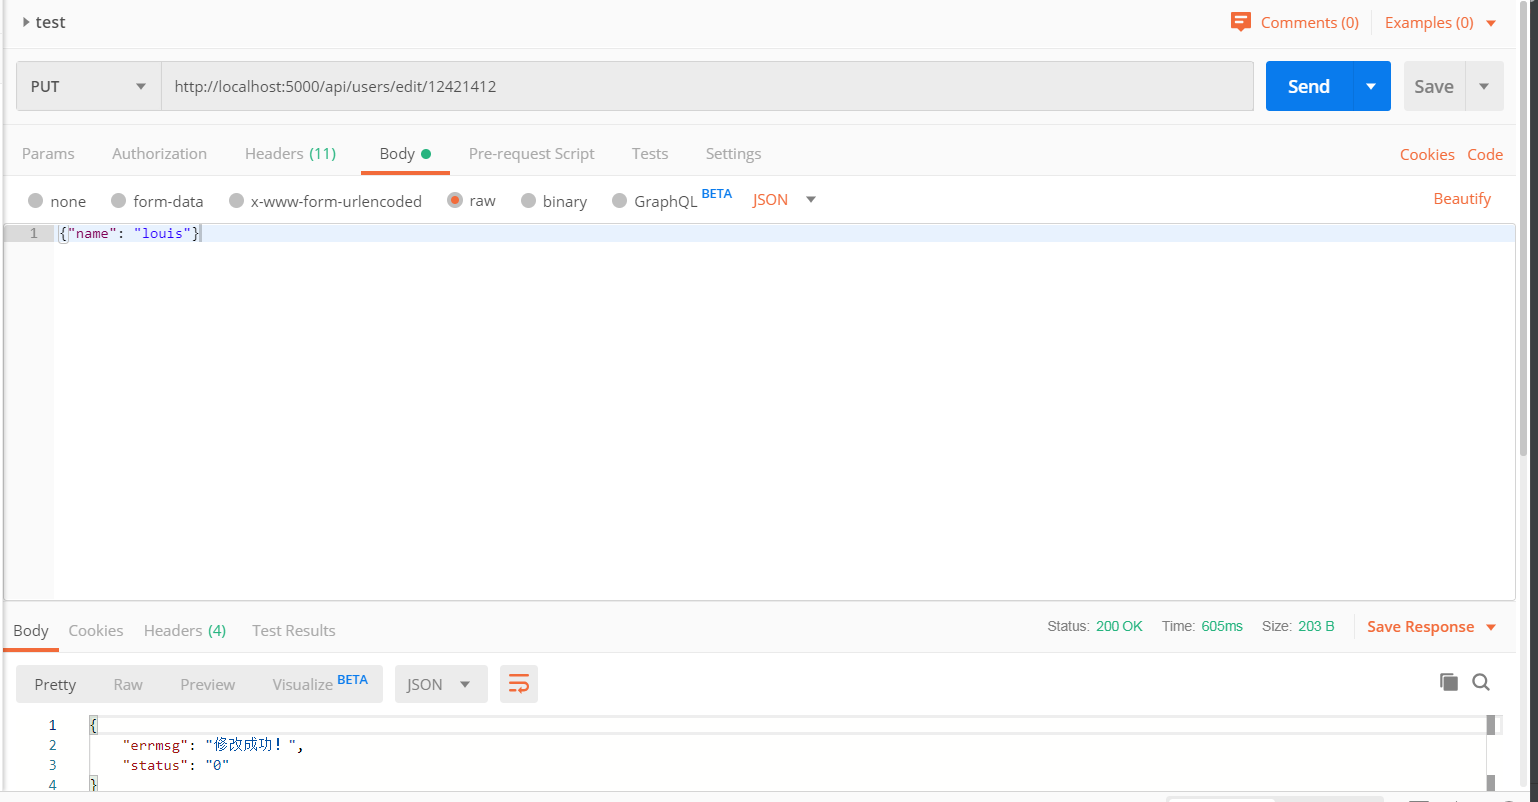 test
Comments (0) Examples (0)
PUT http://localhost:5000/api/users/edit/12421412 Send Save
Params Authorization Headers (11) Body Pre-request Script Tests Settings Cookies Code
none form-data x-www-form-urlencoded raw binary GraphQL BETA JSON Beautify
1 {"name": "louis"}
Body Cookies Headers (4) Test Results Status: 200 OK Time: 605ms Size: 203 B Save Response
Pretty Raw Preview Visualize BETA JSON
1 {
2 "errmsg": "修改成功！",
3 "status": "0"
4 }